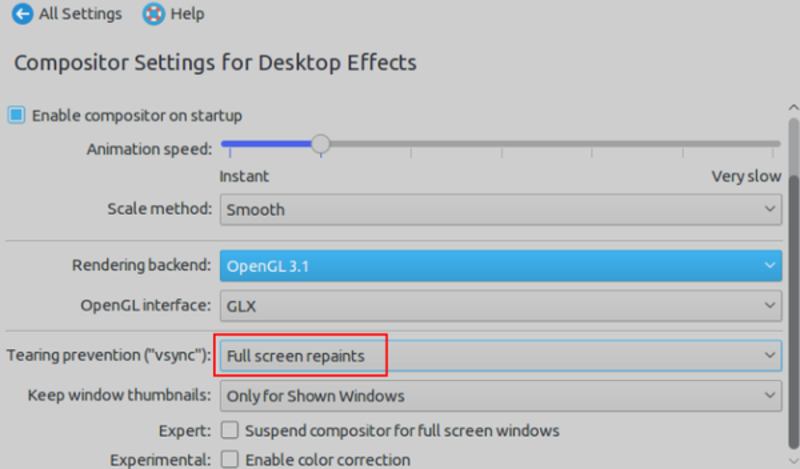 All Settings Help
Compositor Settings for Desktop Effects
Enable compositor on startup
Animation speed:
Instant Very slow
Scale method: Smooth
Rendering backend: OpenGL 3.1
OpenGL interface: GLX
Tearing prevention ("vsync"): Full screen repaints
Keep window thumbnails: Only for Shown Windows
Expert: Suspend compositor for full screen windows
Experimental: Enable color correction